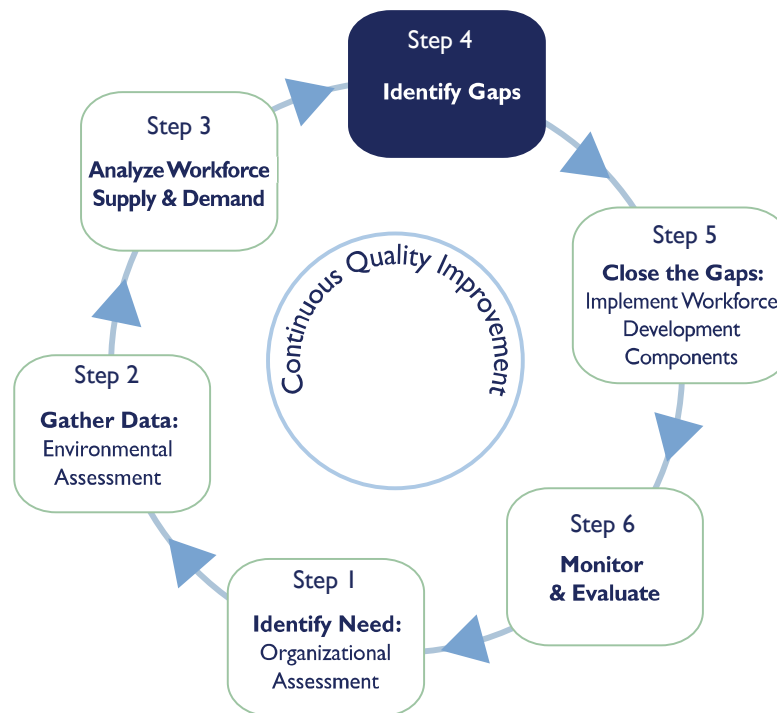 Step 4
Identify Gaps
Step 3
Analyze Workforce
Supply & Demand
Step 5
Close the Gaps:
Implement Workforce
Development
Components
Continuous Quality Improvement
Step 2
Gather Data:
Environmental
Assessment
Step 6
Monitor
& Evaluate
Step 1
Identify Need:
Organizational
Assessment